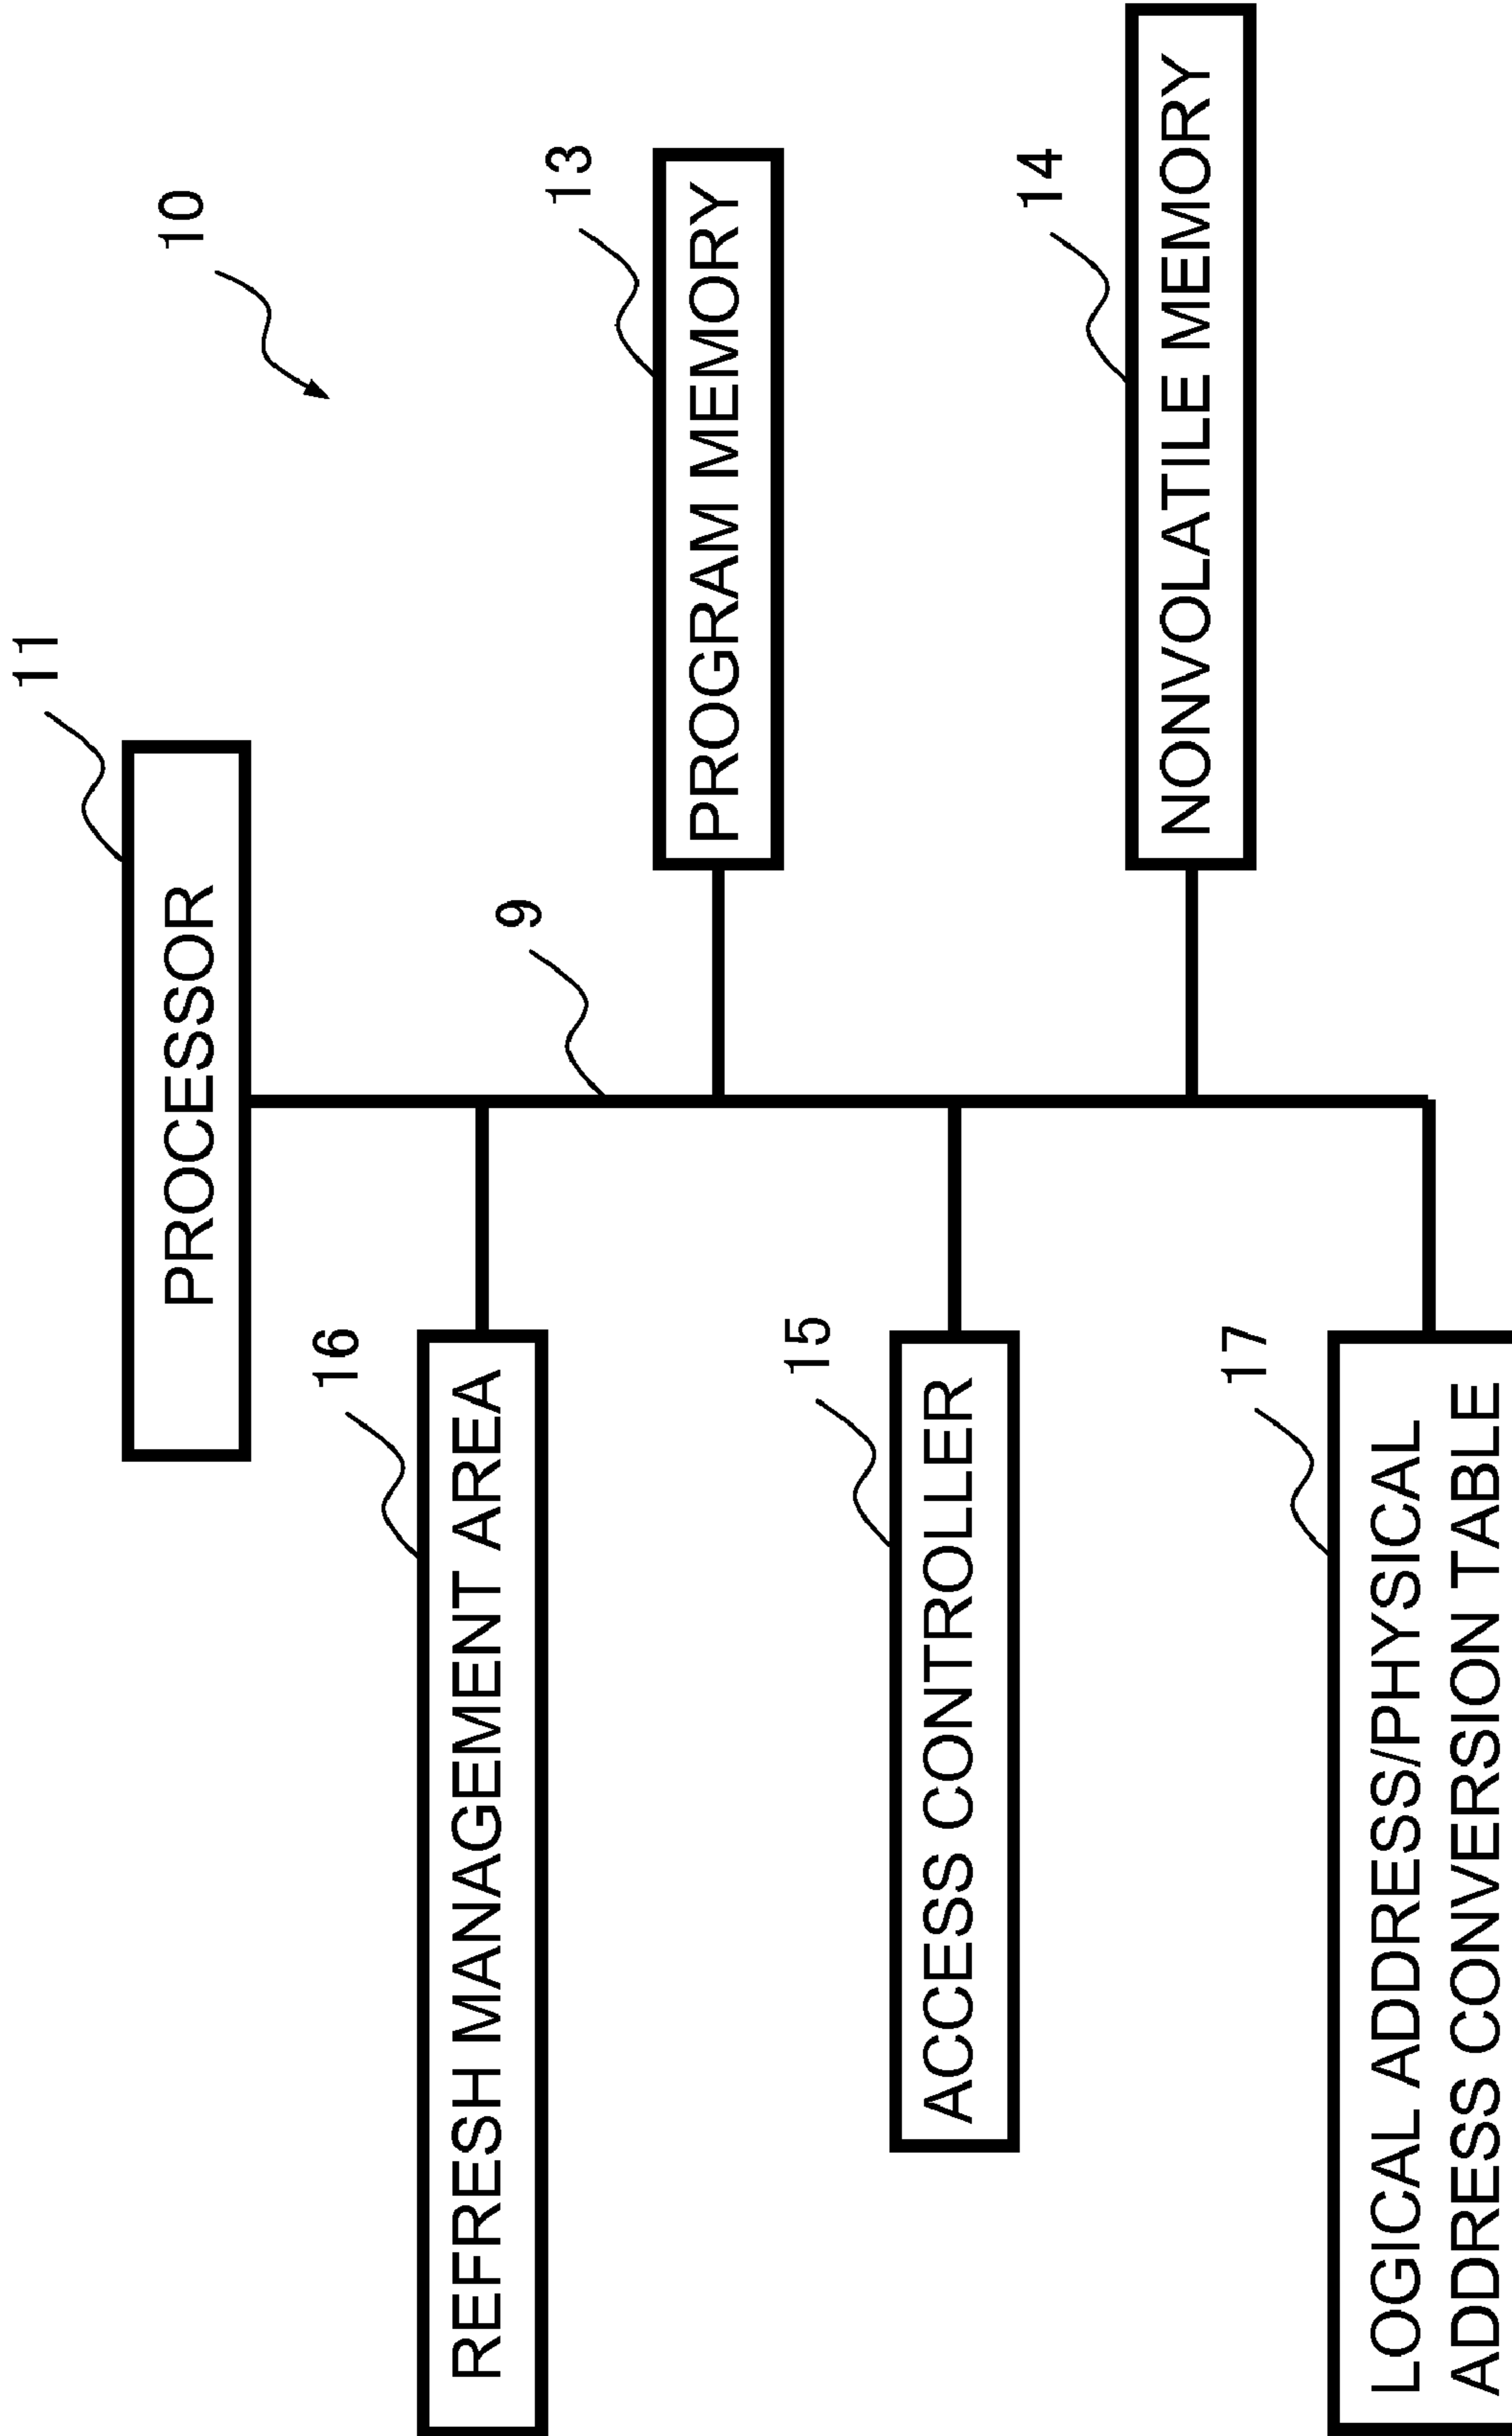 10
11
PROCESSOR
16
REFRESH MANAGEMENT AREA
9
13
PROGRAM MEMORY
15
ACCESS CONTROLLER
14
NONVOLATILE MEMORY
17
LOGICAL ADDRESS/PHYSICAL
ADDRESS CONVERSION TABLE